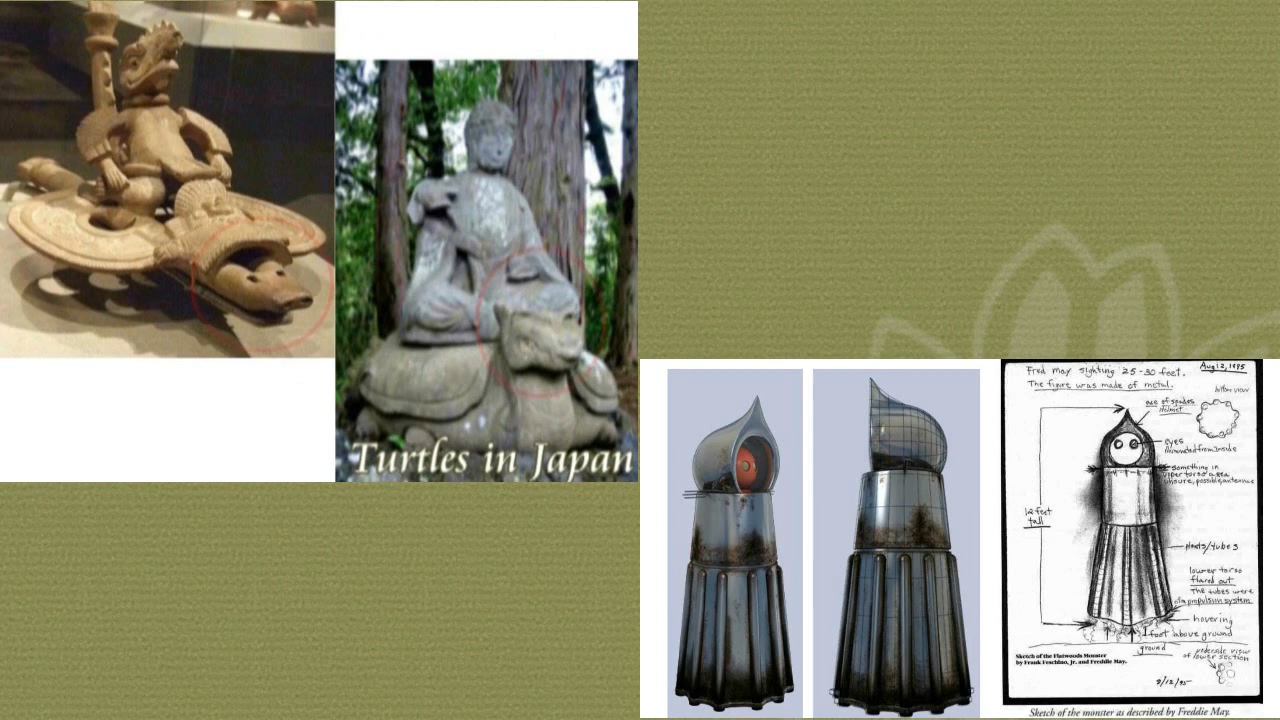 Turtles in Japan
Fred may sighting 25-30 feet.
Aug 12, 1995
The figure was made of metal.
bottom view
ace of spades
Helmet
eyes
illuminated from inside
something in
upper torso area
unsure, possible antennae
12 feet
tall
pleats/tubes
lower torso
flared out
The tubes were
propulsion system
hovering
1 foot above ground
ground
underside view
of lower section
Sketch of the Flatwoods Monster
by Frank Feschino, Jr. and Freddie May.
Sketch of the monster as described by Freddie May.